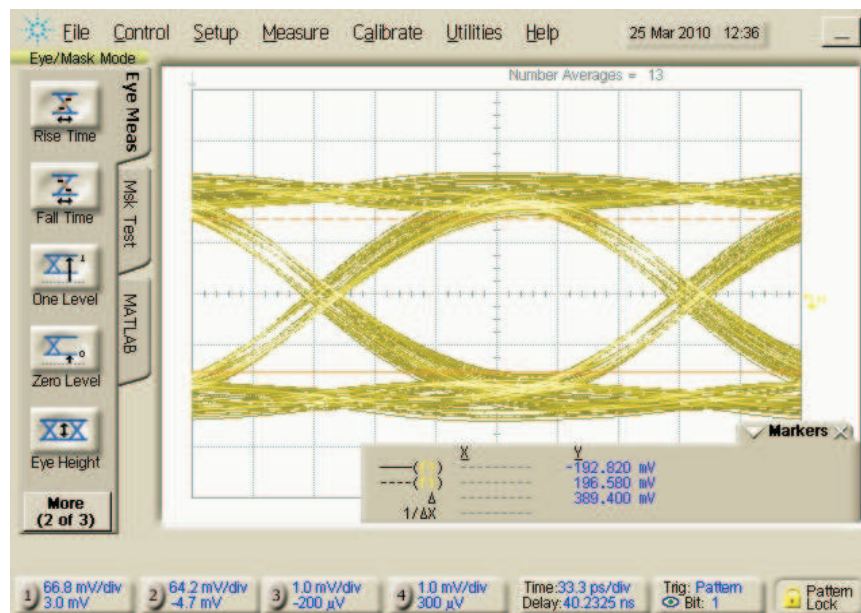 File Control Setup Measure Calibrate Utilities Help 25 Mar 2010 12:36
Eye/Mask Mode
Number Averages = 13
Eye Meas
Rise Time
Msk Test
Fall Time
One Level
MATLAB
Zero Level
Eye Height
More
(2 of 3)
Markers
X Y
-192.820 mV
196.580 mV
Δ 389.400 mV
1/ΔX
1 66.8 mV/div
3.0 mV
2 64.2 mV/div
-4.7 mV
3 1.0 mV/div
-200 µV
4 1.0 mV/div
300 µV
Time:33.3 ps/div
Delay:40.2325 ns
Trig: Pattern
Bit: 1
Pattern
Lock